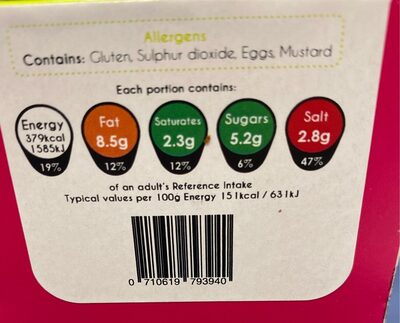 Allergens
Contains: Gluten, Sulphur dioxide, Eggs, Mustard
Each portion contains:
Energy Fat Saturates Sugars Salt
379kcal 8.5g 2.3g 5.2g 2.8g
1585kJ
19% 12% 12% 6% 47%
of an adult's Reference Intake
Typical values per 100g Energy 151kcal / 631kJ
0 710619 793940